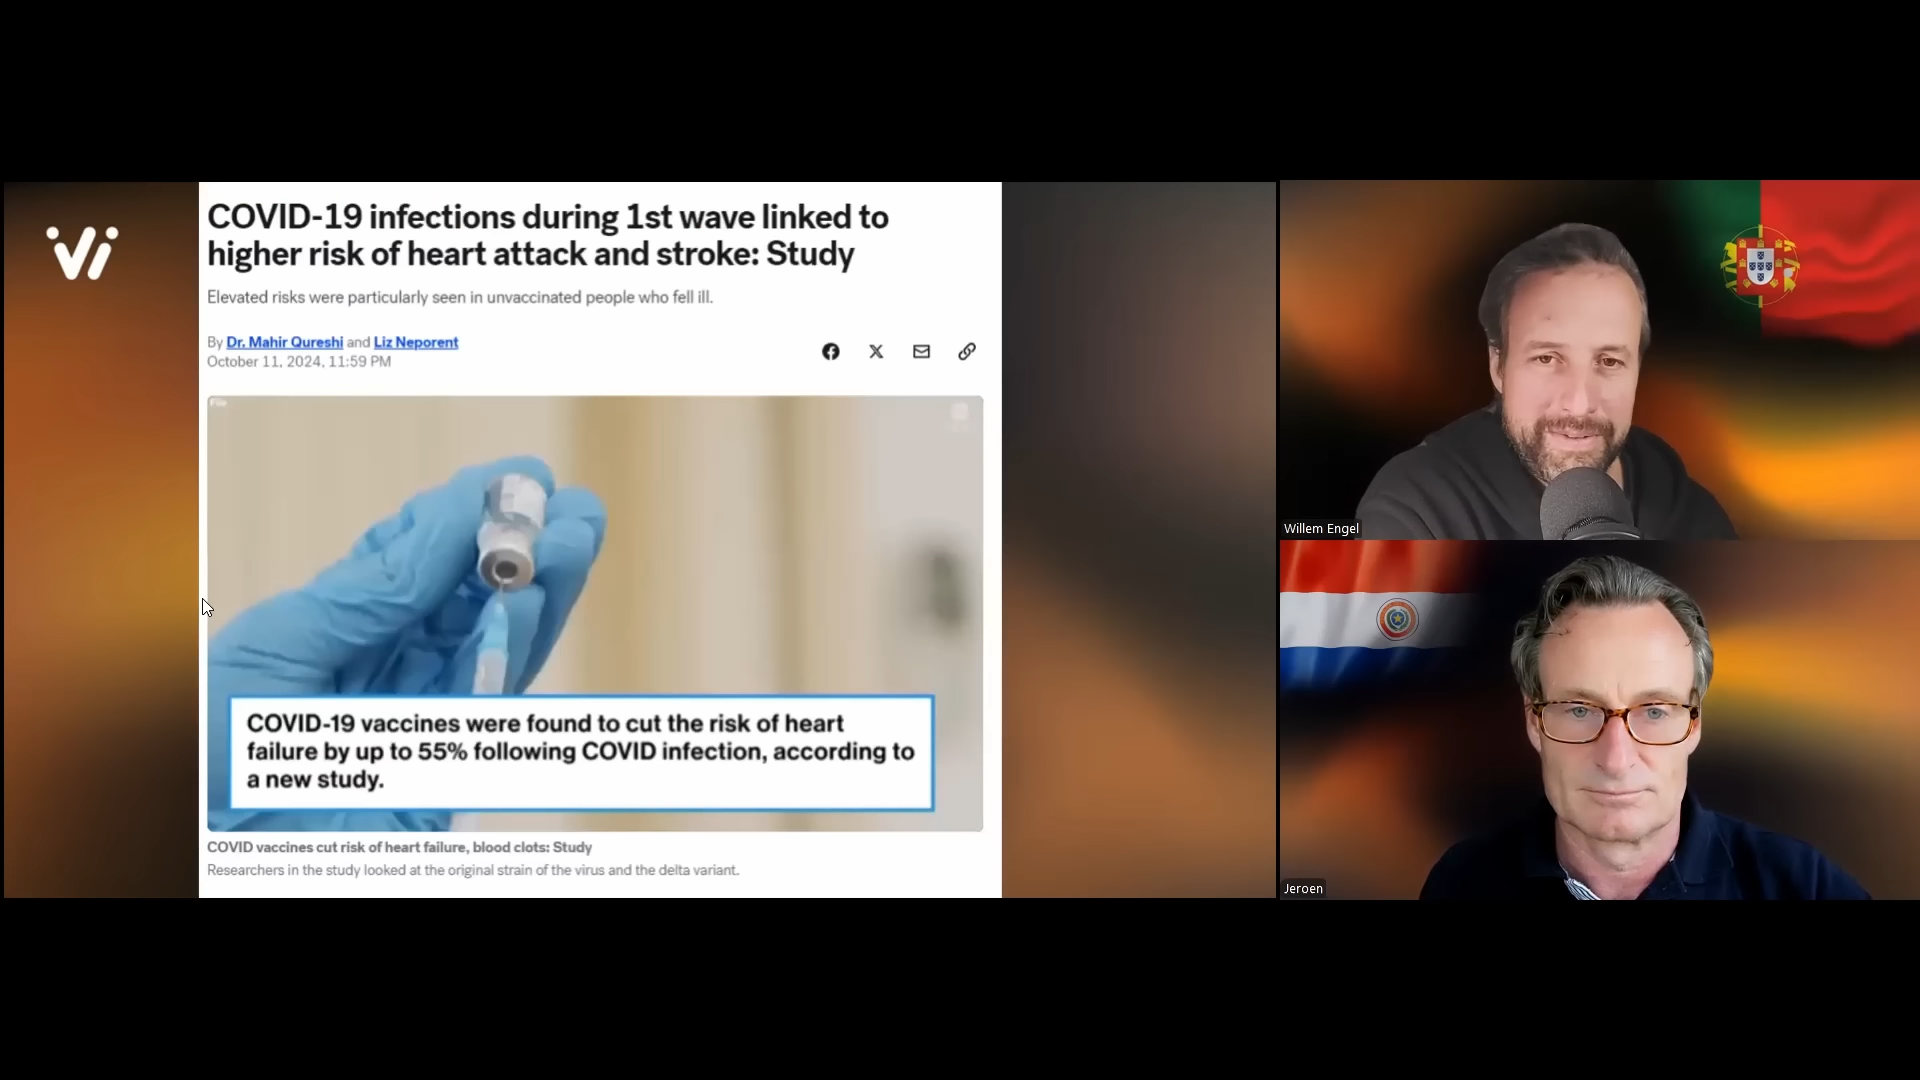 COVID-19 infections during 1st wave linked to
higher risk of heart attack and stroke: Study
Elevated risks were particularly seen in unvaccinated people who fell ill.
By Dr. Mahir Qureshi and Liz Neporent
October 11, 2024, 11:59 PM
File
COVID-19 vaccines were found to cut the risk of heart
failure by up to 55% following COVID infection, according to
a new study.
COVID vaccines cut risk of heart failure, blood clots: Study
Researchers in the study looked at the original strain of the virus and the delta variant.
Willem Engel
Jeroen